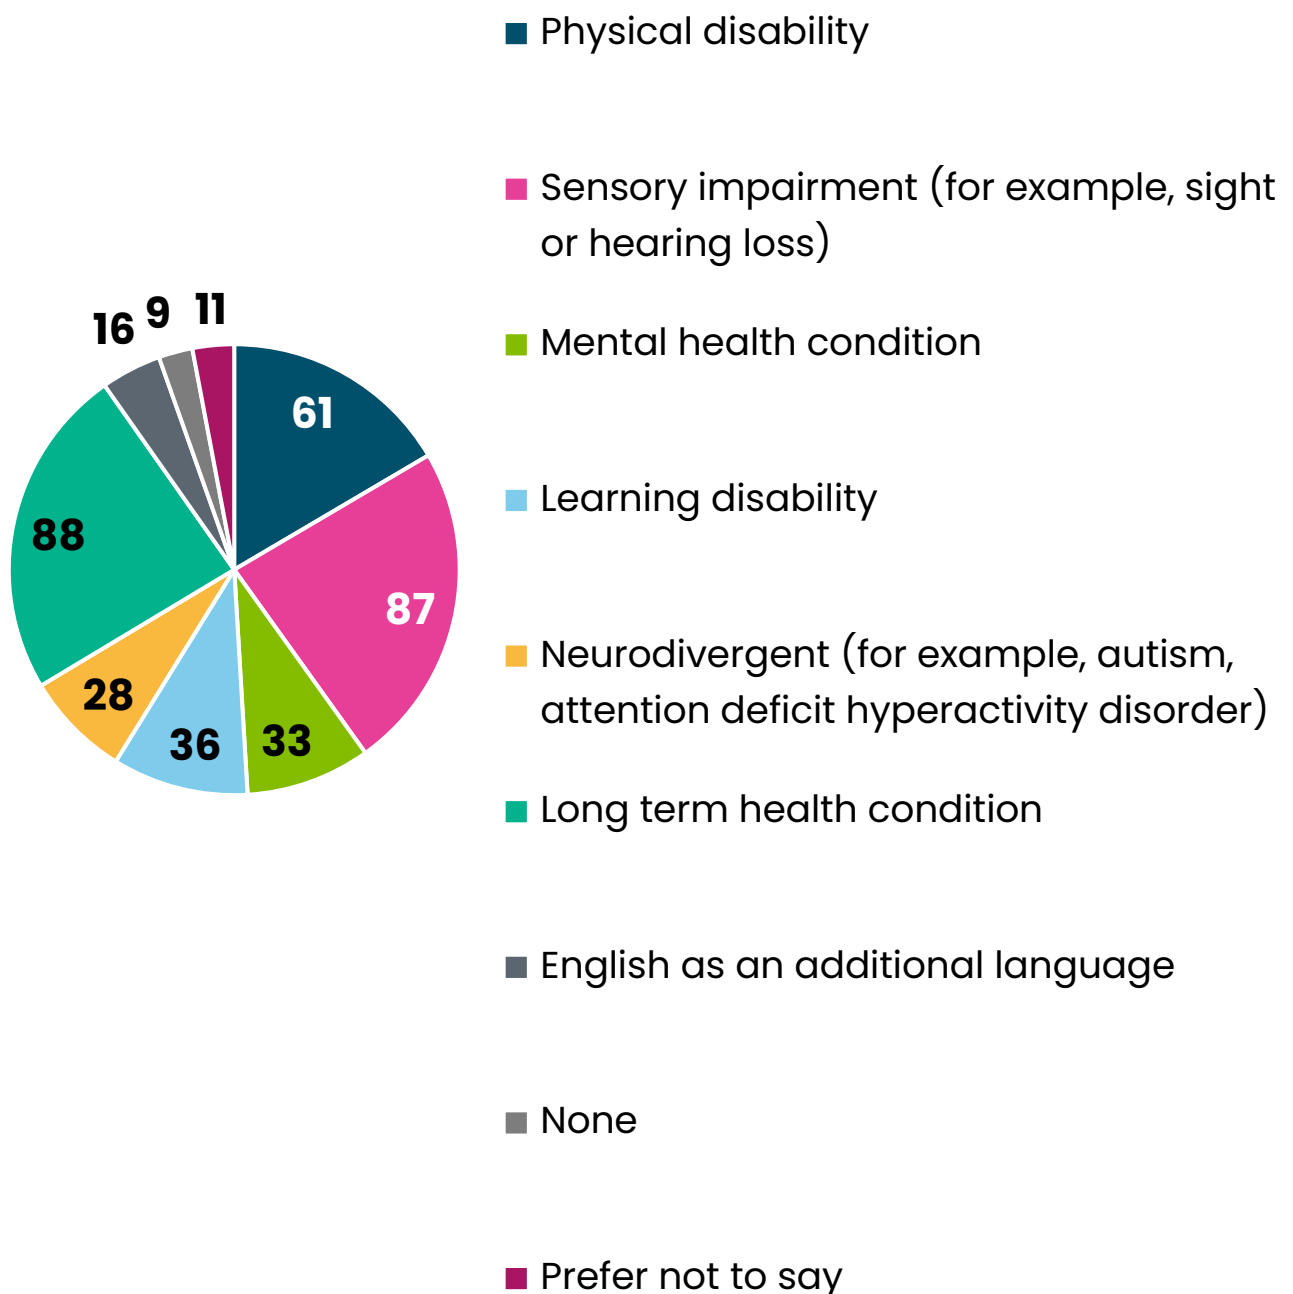 Physical disability
Sensory impairment (for example, sight
or hearing loss)
Mental health condition
Learning disability
Neurodivergent (for example, autism,
attention deficit hyperactivity disorder)
Long term health condition
English as an additional language
None
Prefer not to say
16 9 11
61
88
87
28
36 33